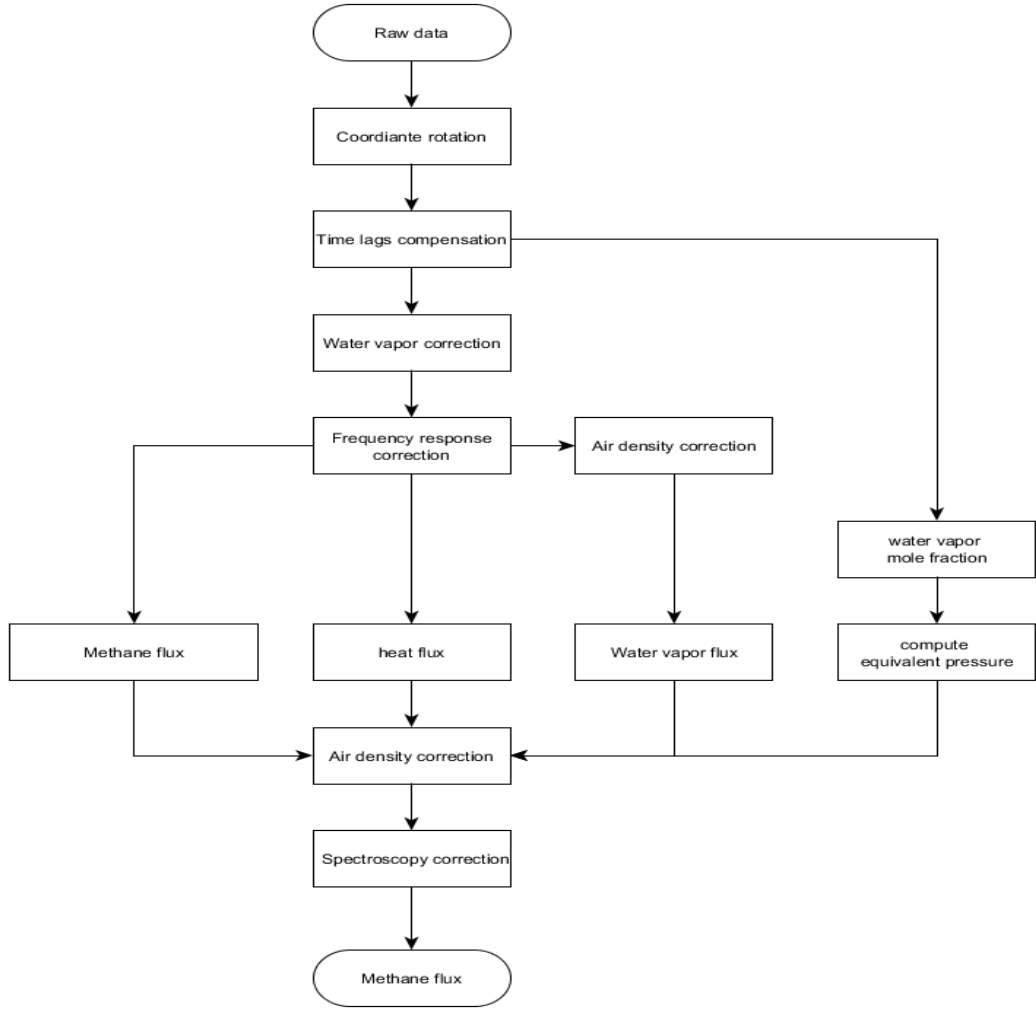 Raw data
Coordiante rotation
Time lags compensation
Water vapor correction
Frequency response
correction
Air density correction
water vapor
mole fraction
Methane flux
heat flux
Water vapor flux
compute
equivalent pressure
Air density correction
Spectroscopy correction
Methane flux